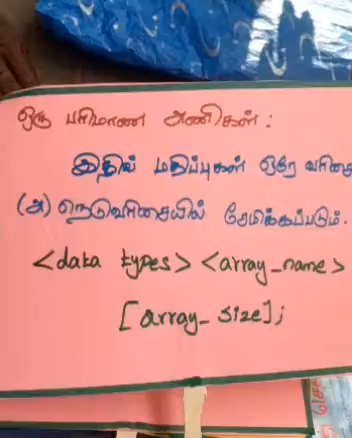 ஒரு பரிமாண அணிகள் :
இதில் மதிப்புகள் ஒரே வரிசை
(அ) நெடுவரிசையில் சேமிக்கப்படும்.
<data types> <array_name>
[array_size];